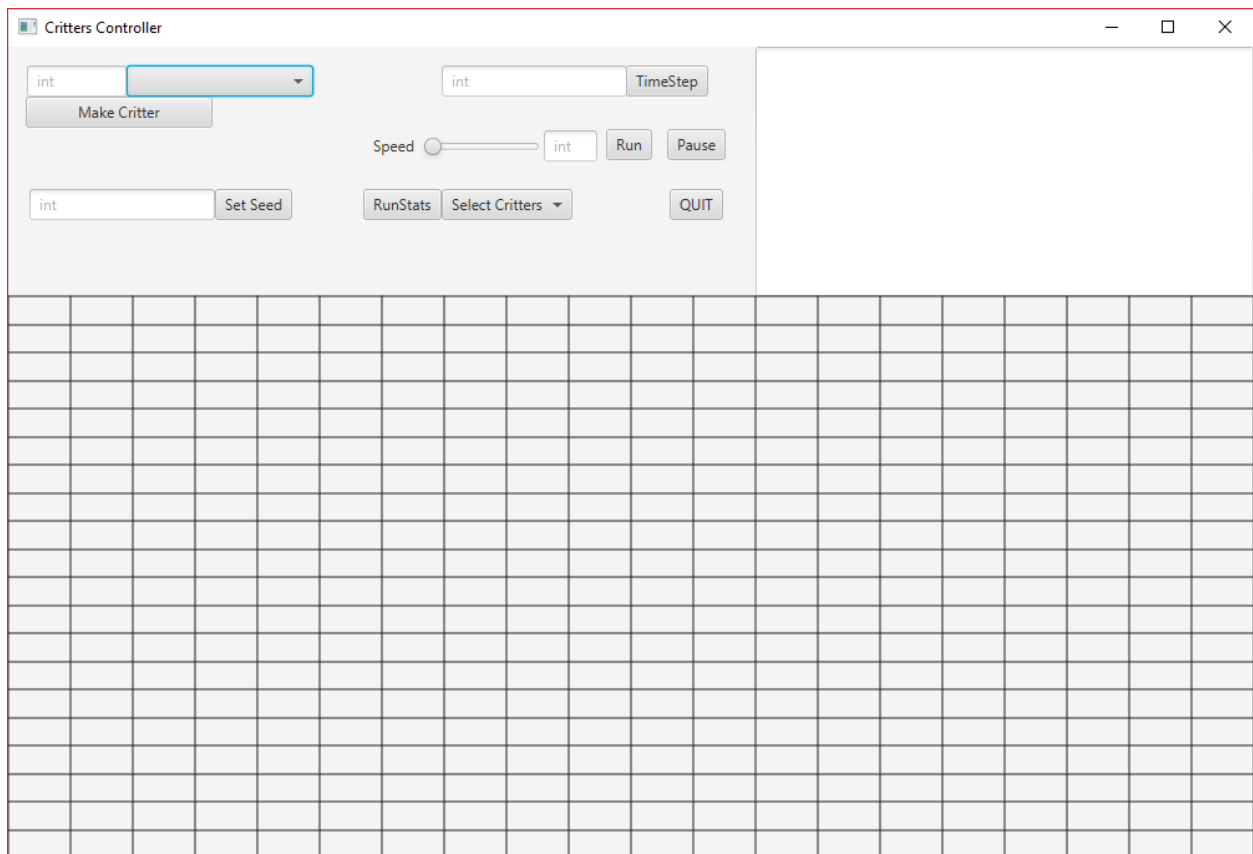 Critters Controller
int
int
TimeStep
Make Critter
Speed
int
Run
Pause
int
Set Seed
RunStats
Select Critters
QUIT